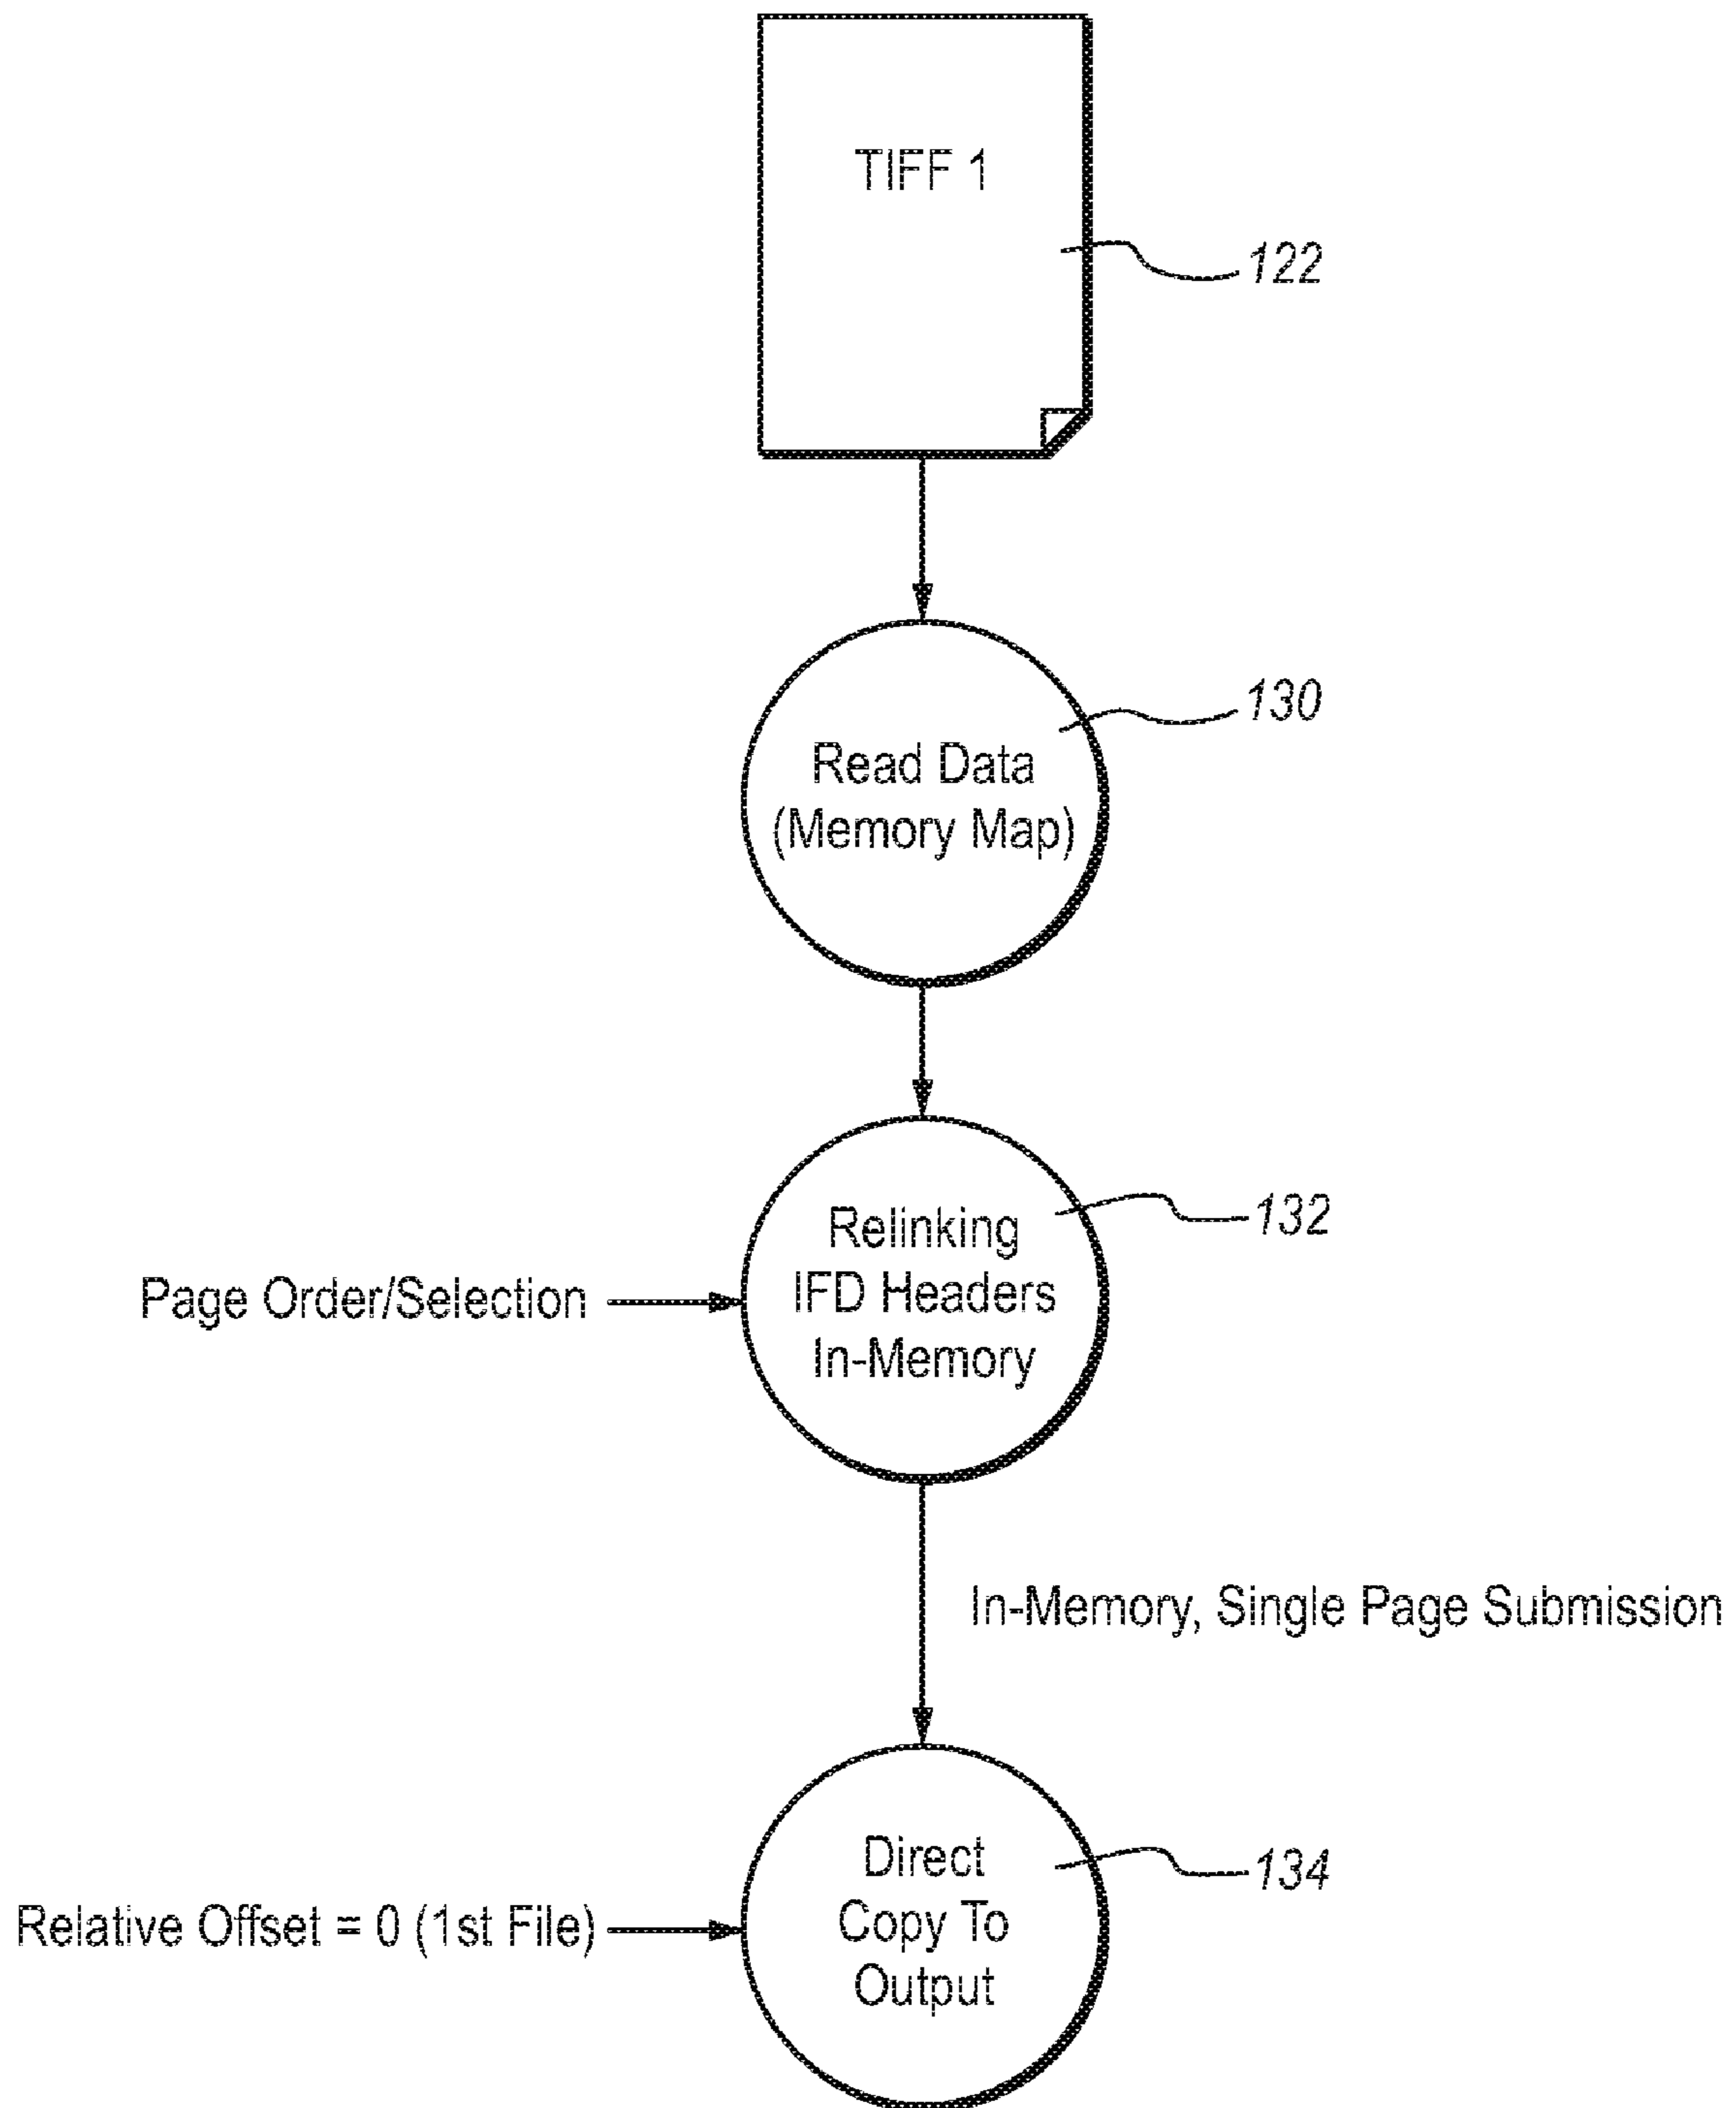 TIFF 1
122
130
Read Data
(Memory Map)
132
Relinking
IFD Headers
In-Memory
Page Order/Selection
In-Memory, Single Page Submission
134
Direct
Copy To
Output
Relative Offset = 0 (1st File)